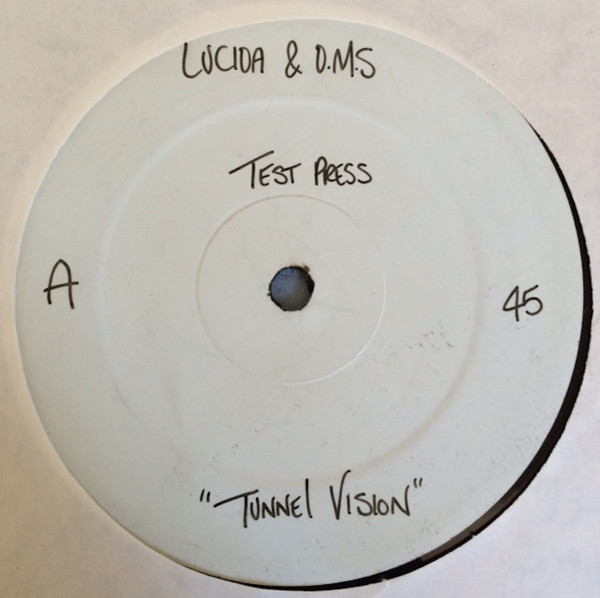 LUCIDA & D.M.S
TEST PRESS
A
45
"TUNNEL VISION"